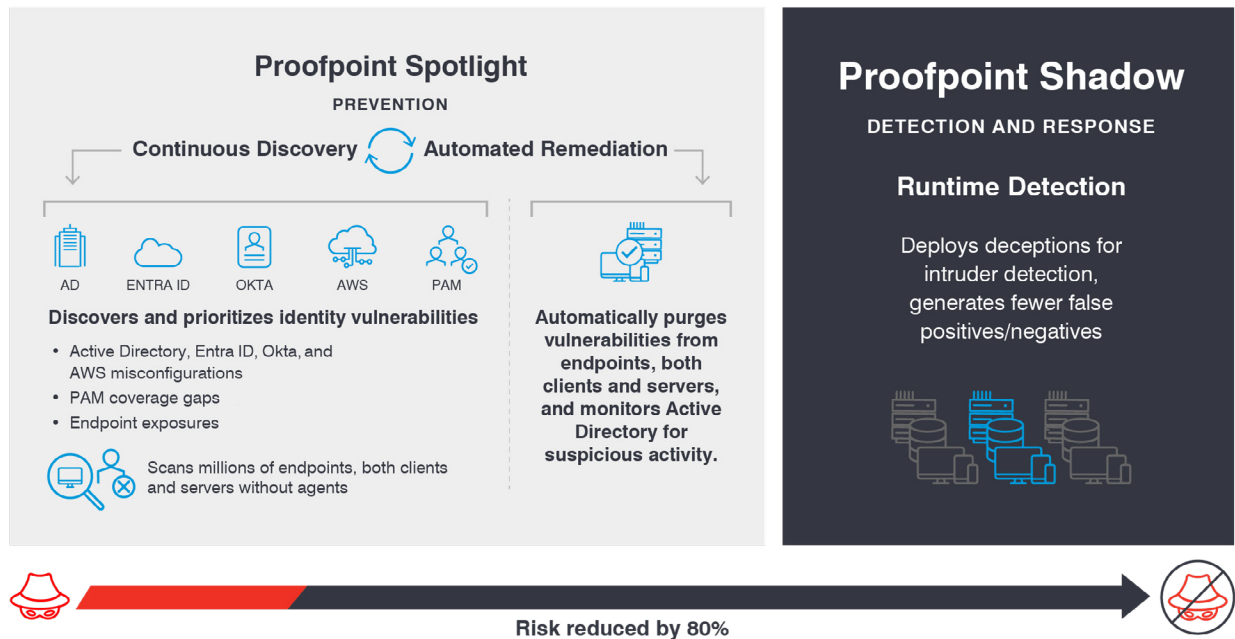 Proofpoint Spotlight
PREVENTION
Continuous Discovery
Automated Remediation
AD
ENTRA ID
OKTA
AWS
PAM
Discovers and prioritizes identity vulnerabilities
• Active Directory, Entra ID, Okta, and
AWS misconfigurations
• PAM coverage gaps
• Endpoint exposures
Scans millions of endpoints, both clients
and servers without agents
Automatically purges
vulnerabilities from
endpoints, both
clients and servers,
and monitors Active
Directory for
suspicious activity.
Proofpoint Shadow
DETECTION AND RESPONSE
Runtime Detection
Deploys deceptions for
intruder detection,
generates fewer false
positives/negatives
Risk reduced by 80%